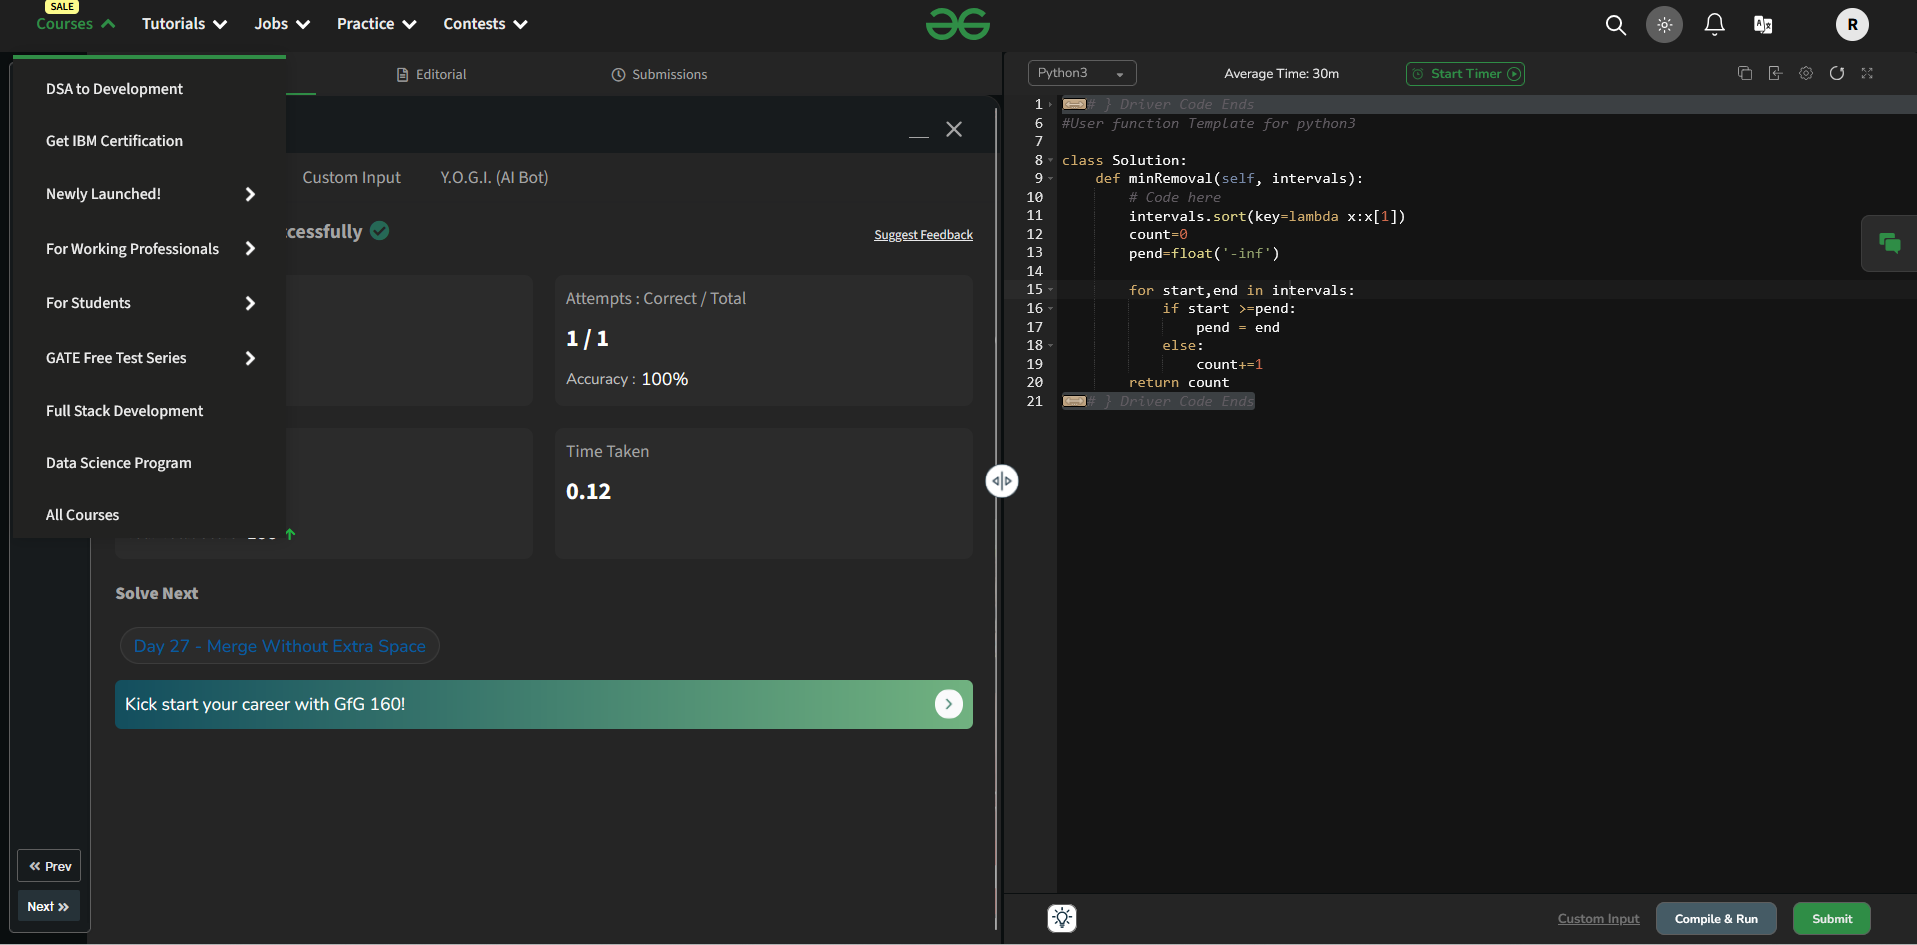 SALE
Courses
Tutorials
Jobs
Practice
Contests
R
DSA to Development
Get IBM Certification
Newly Launched!
For Working Professionals
For Students
GATE Free Test Series
Full Stack Development
Data Science Program
All Courses
Editorial
Submissions
Custom Input
Y.O.G.I. (AI Bot)
cessfully
Suggest Feedback
Attempts : Correct / Total
1 / 1
Accuracy : 100%
Time Taken
0.12
Solve Next
Day 27 - Merge Without Extra Space
Kick start your career with GfG 160!
Prev
Next
Python3
Average Time: 30m
Start Timer
1 # } Driver Code Ends
6 #User function Template for python3
7
8 class Solution:
9 def minRemoval(self, intervals):
10 # Code here
11 intervals.sort(key=lambda x:x[1])
12 count=0
13 pend=float('-inf')
14
15 for start,end in intervals:
16 if start >=pend:
17 pend = end
18 else:
19 count+=1
20 return count
21 # } Driver Code Ends
Custom Input
Compile & Run
Submit